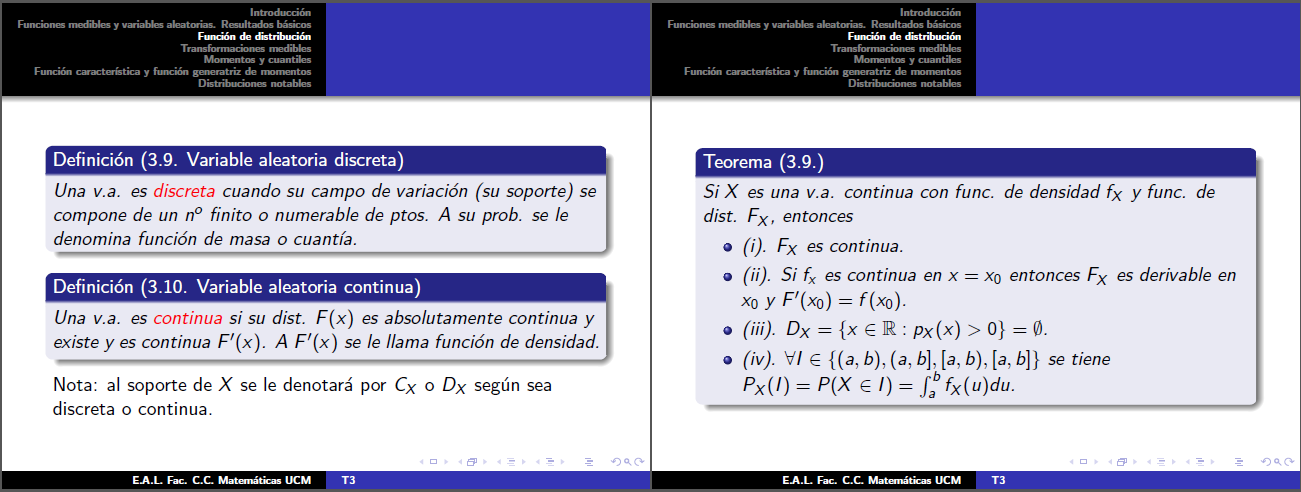 Introducción
Funciones medibles y variables aleatorias. Resultados básicos
Función de distribución
Transformaciones medibles
Momentos y cuantiles
Función característica y función generatriz de momentos
Distribuciones notables
Definición (3.9. Variable aleatoria discreta)
Una v.a. es discreta cuando su campo de variación (su soporte) se
compone de un nº finito o numerable de ptos. A su prob. se le
denomina función de masa o cuantía.
Definición (3.10. Variable aleatoria continua)
Una v.a. es continua si su dist. F(x) es absolutamente continua y
existe y es continua F′(x). A F′(x) se le llama función de densidad.
Nota: al soporte de X se le denotará por C_X o D_X según sea
discreta o continua.
E.A.L. Fac. C.C. Matemáticas UCM
T3
Introducción
Funciones medibles y variables aleatorias. Resultados básicos
Función de distribución
Transformaciones medibles
Momentos y cuantiles
Función característica y función generatriz de momentos
Distribuciones notables
Teorema (3.9.)
Si X es una v.a. continua con func. de densidad f_X y func. de
dist. F_X, entonces
(i). F_X es continua.
(ii). Si f_x es continua en x = x₀ entonces F_X es derivable en
x₀ y F′(x₀) = f(x₀).
(iii). D_X = {x ∈ ℝ : p_X(x) > 0} = ∅.
(iv). ∀I ∈ {(a, b), (a, b], [a, b), [a, b]} se tiene
P_X(I) = P(X ∈ I) = ∫_a^b f_X(u)du.
E.A.L. Fac. C.C. Matemáticas UCM
T3